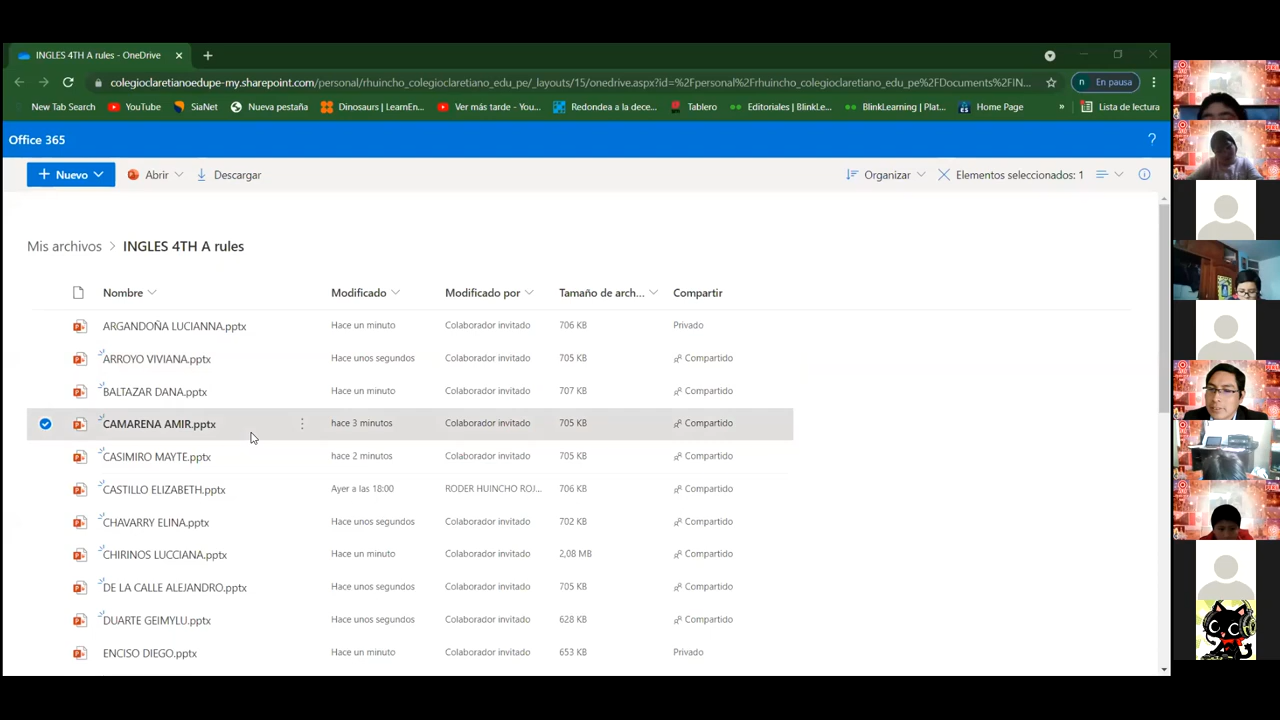 INGLES 4TH A rules - OneDrive
colegioclaretianoedupe-my.sharepoint.com/personal/rhuincho_colegioclaretiano_edu_pe/_layouts/15/onedrive.aspx?id=%2Fpersonal%2Frhuincho_colegioclaretiano_edu_pe%2FDocuments%2FIN... n En pausa
New Tab Search YouTube SiaNet Nueva pestaña Dinosaurs | LearnEn... Ver más tarde - You... Redondea a la dece... Tablero Editoriales | BlinkLe... BlinkLearning | Plat... ES Home Page » Lista de lectura
Office 365 ?
+ Nuevo Abrir Descargar Organizar Elementos seleccionados: 1
Mis archivos > INGLES 4TH A rules
Nombre Modificado Modificado por Tamaño de arch... Compartir
ARGANDOÑA LUCIANNA.pptx Hace un minuto Colaborador invitado 706 KB Privado
ARROYO VIVIANA.pptx Hace unos segundos Colaborador invitado 705 KB Compartido
BALTAZAR DANA.pptx Hace un minuto Colaborador invitado 707 KB Compartido
CAMARENA AMIR.pptx hace 3 minutos Colaborador invitado 705 KB Compartido
CASIMIRO MAYTE.pptx hace 2 minutos Colaborador invitado 705 KB Compartido
CASTILLO ELIZABETH.pptx Ayer a las 18:00 RODER HUINCHO ROJ... 706 KB Compartido
CHAVARRY ELINA.pptx Hace unos segundos Colaborador invitado 702 KB Compartido
CHIRINOS LUCCIANA.pptx Hace un minuto Colaborador invitado 2,08 MB Compartido
DE LA CALLE ALEJANDRO.pptx Hace unos segundos Colaborador invitado 705 KB Compartido
DUARTE GEIMYLU.pptx Hace unos segundos Colaborador invitado 628 KB Compartido
ENCISO DIEGO.pptx Hace un minuto Colaborador invitado 653 KB Privado